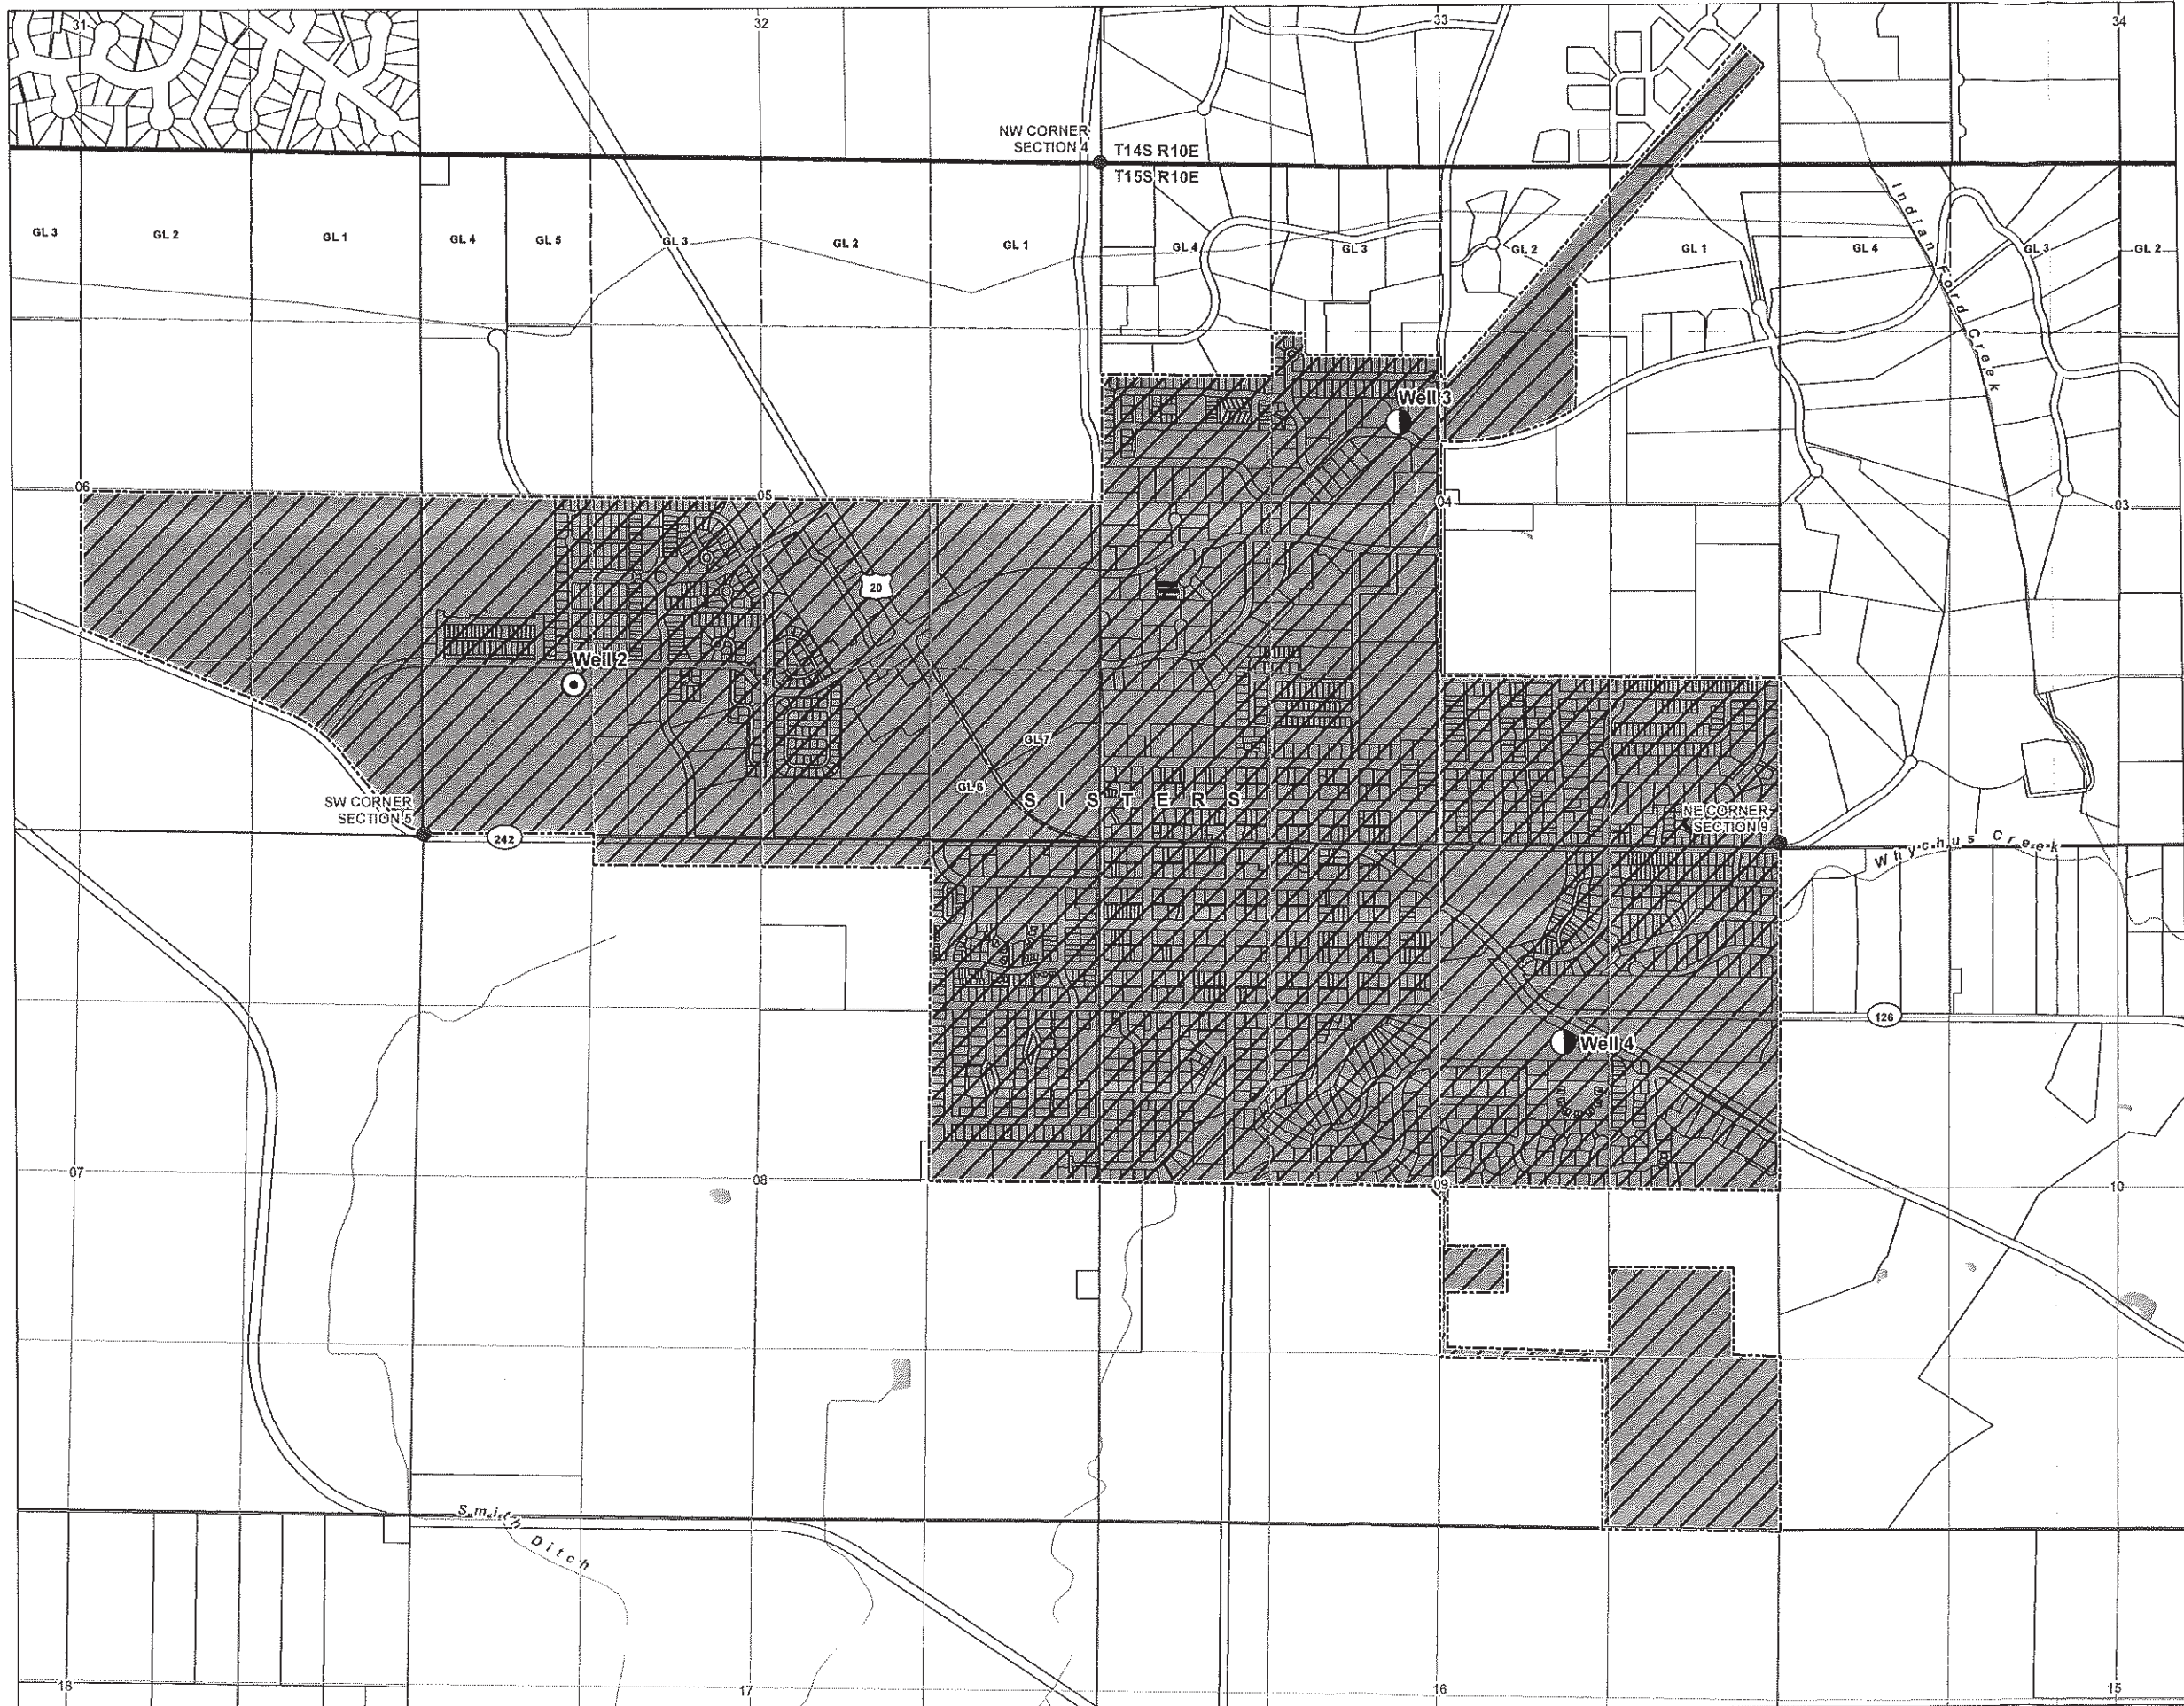 31
32
33
34
NW CORNER
SECTION 4
T14S R10E
T15S R10E
GL 3
GL 2
GL 1
GL 4
GL 5
GL 3
GL 2
GL 1
GL 4
GL 3
GL 2
GL 1
GL 4
GL 3
GL 2
Indian Ford Creek
Well 3
06
05
04
03
20
Well 2
GL 7
GL 6
SISTERS
SW CORNER
SECTION 5
242
NE CORNER
SECTION 9
Whychus Creek
126
Well 4
07
08
09
10
Smith Ditch
18
17
16
15